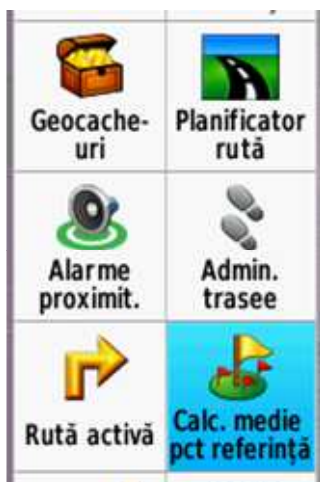 Geocache-
uri
Planificator
rută
Alarme
proximit.
Admin.
trasee
Rută activă
Calc. medie
pct referință